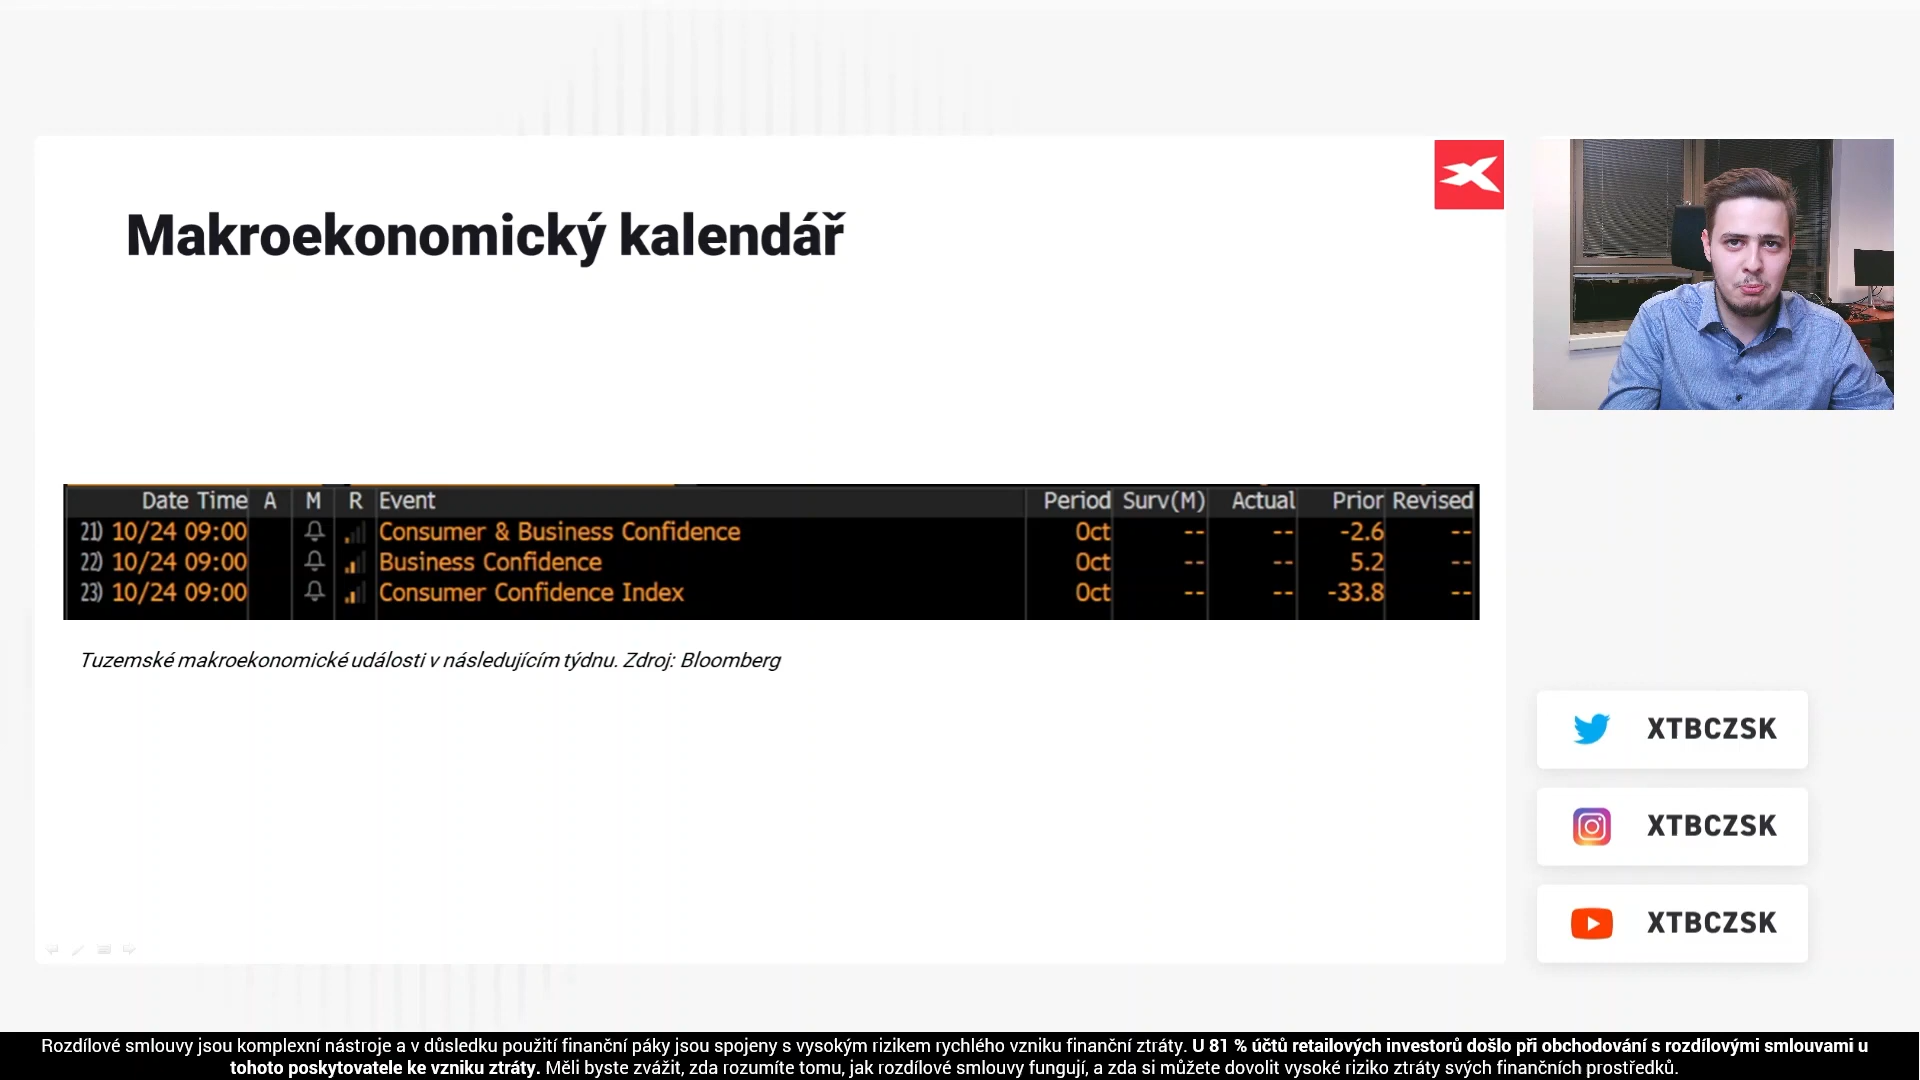 Makroekonomický kalendář
Date Time A M R Event Period Surv(M) Actual Prior Revised
21) 10/24 09:00 Consumer & Business Confidence Oct -- -- -2.6 --
22) 10/24 09:00 Business Confidence Oct -- -- 5.2 --
23) 10/24 09:00 Consumer Confidence Index Oct -- -- -33.8 --
Tuzemské makroekonomické události v následujícím týdnu. Zdroj: Bloomberg
XTBCZSK
XTBCZSK
XTBCZSK
Rozdílové smlouvy jsou komplexní nástroje a v důsledku použití finanční páky jsou spojeny s vysokým rizikem rychlého vzniku finanční ztráty. U 81 % účtů retailových investorů došlo při obchodování s rozdílovými smlouvami u
tohoto poskytovatele ke vzniku ztráty. Měli byste zvážit, zda rozumíte tomu, jak rozdílové smlouvy fungují, a zda si můžete dovolit vysoké riziko ztráty svých finančních prostředků.